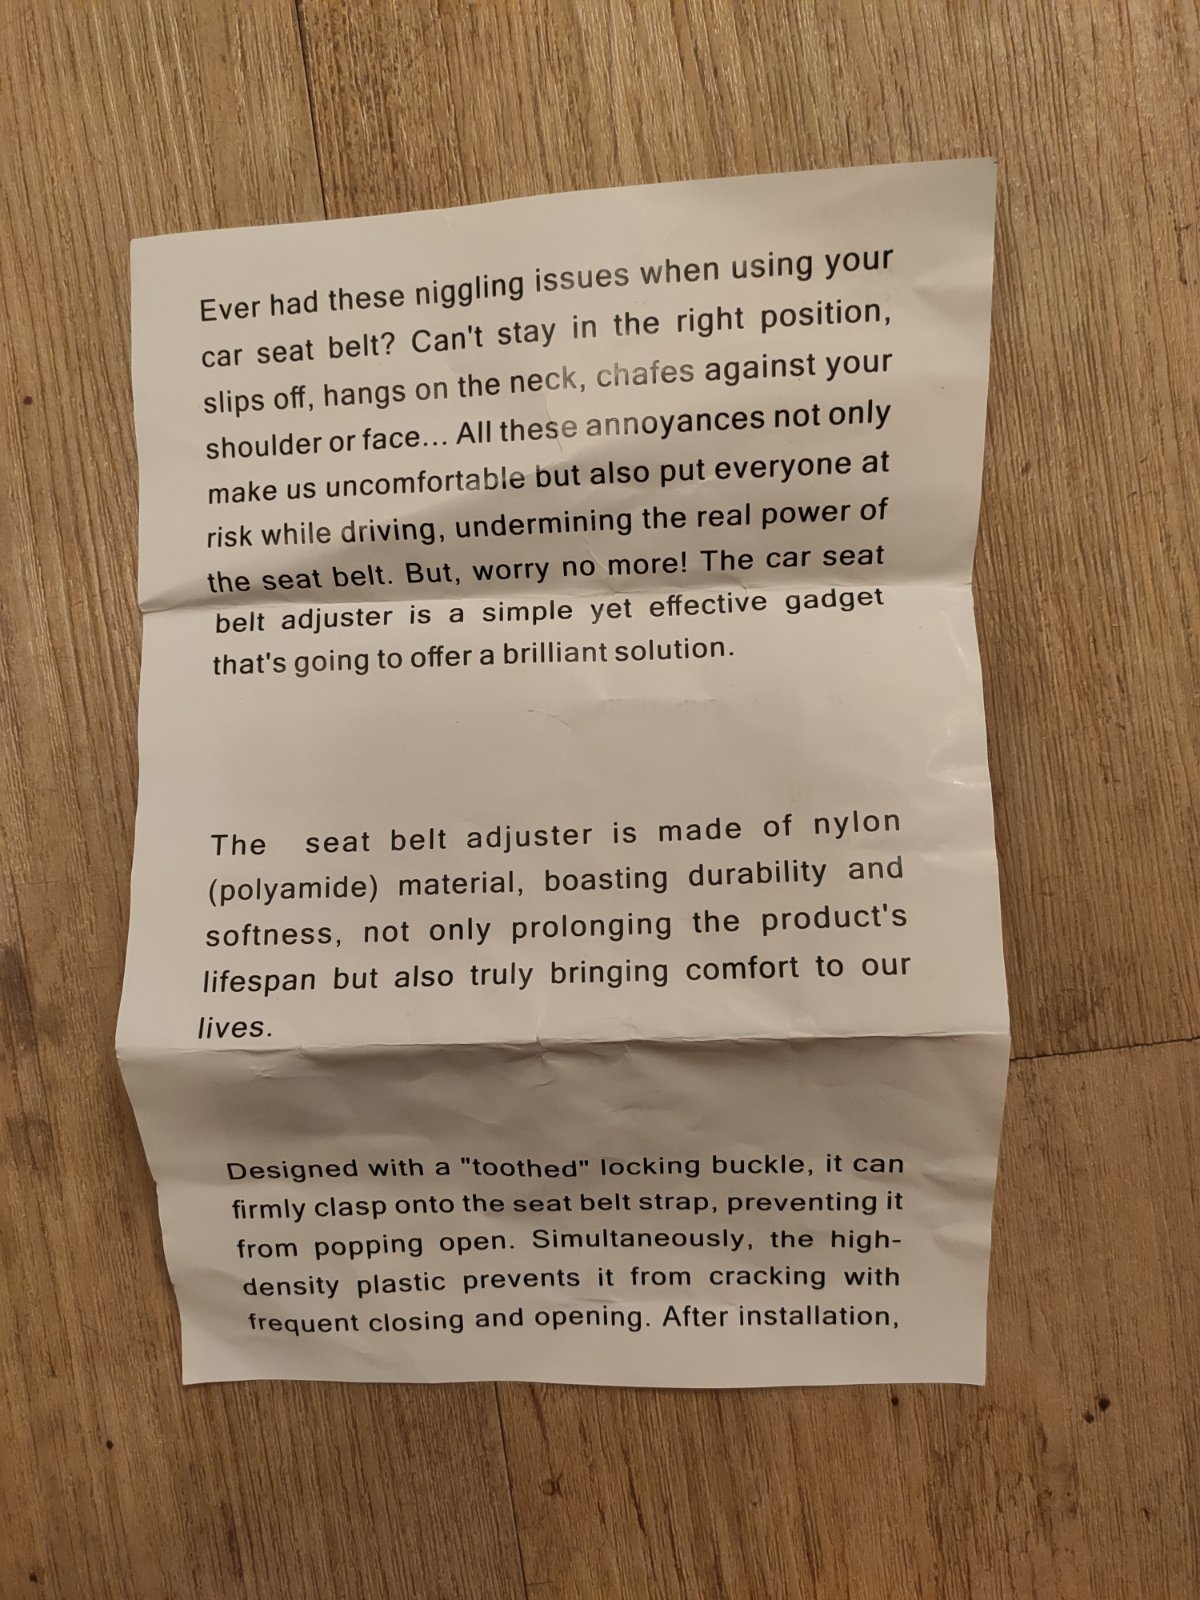 Ever had these niggling issues when using your
car seat belt? Can't stay in the right position,
slips off, hangs on the neck, chafes against your
shoulder or face... All these annoyances not only
make us uncomfortable but also put everyone at
risk while driving, undermining the real power of
the seat belt. But, worry no more! The car seat
belt adjuster is a simple yet effective gadget
that's going to offer a brilliant solution.
The seat belt adjuster is made of nylon
(polyamide) material, boasting durability and
softness, not only prolonging the product's
lifespan but also truly bringing comfort to our
lives.
Designed with a "toothed" locking buckle, it can
firmly clasp onto the seat belt strap, preventing it
from popping open. Simultaneously, the high-
density plastic prevents it from cracking with
frequent closing and opening. After installation,